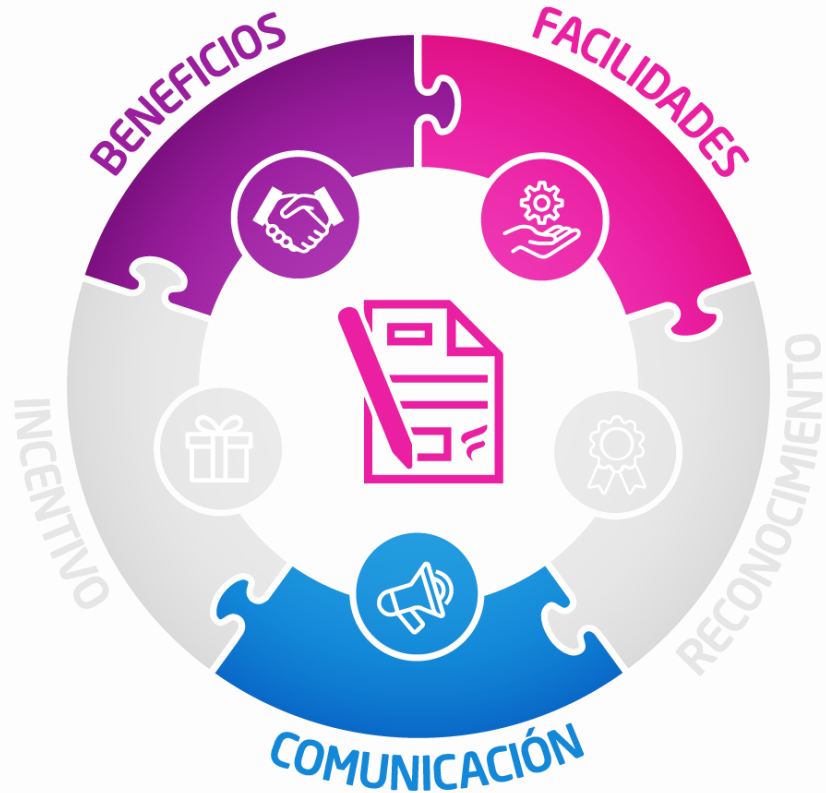 BENEFICIOS
FACILIDADES
RECONOCIMIENTO
COMUNICACIÓN
INCENTIVO